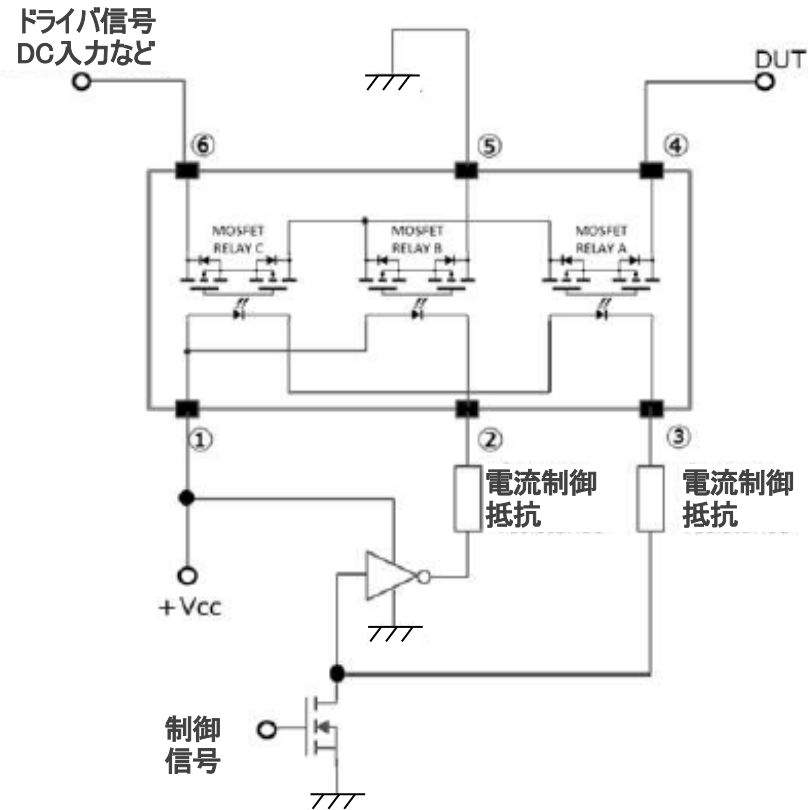 ドライバ信号
DC入力など
DUT
⑥
⑤
④
MOSFET
RELAY C
MOSFET
RELAY B
MOSFET
RELAY A
①
②
③
電流制御
抵抗
電流制御
抵抗
+Vcc
制御
信号